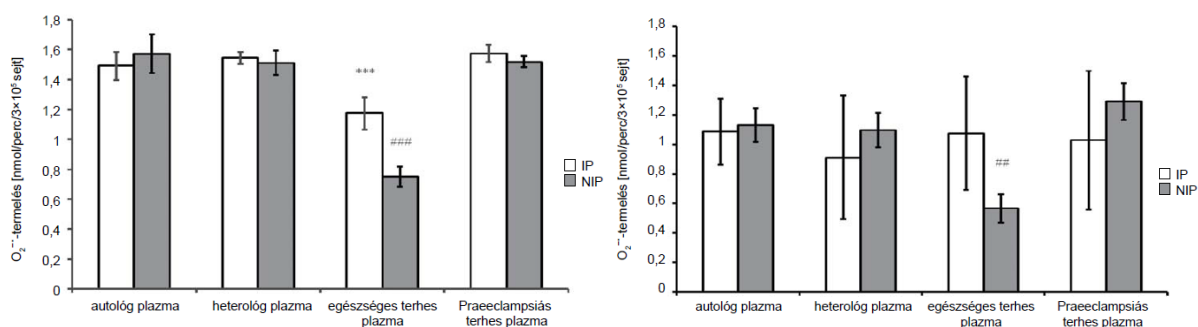 O₂⁻˙-termelés [nmol/perc/3×10⁵ sejt]
1,8
1,6
1,4
1,2
1
0,8
0,6
0,4
0,2
0
***
###
IP
NIP
autológ plazma
heterológ plazma
egészséges terhes
plazma
Praeeclampsiás
terhes plazma
O₂⁻˙-termelés [nmol/perc/3×10⁵ sejt]
1,8
1,6
1,4
1,2
1
0,8
0,6
0,4
0,2
0
##
IP
NIP
autológ plazma
heterológ plazma
egészséges terhes
plazma
Praeeclampsiás
terhes plazma